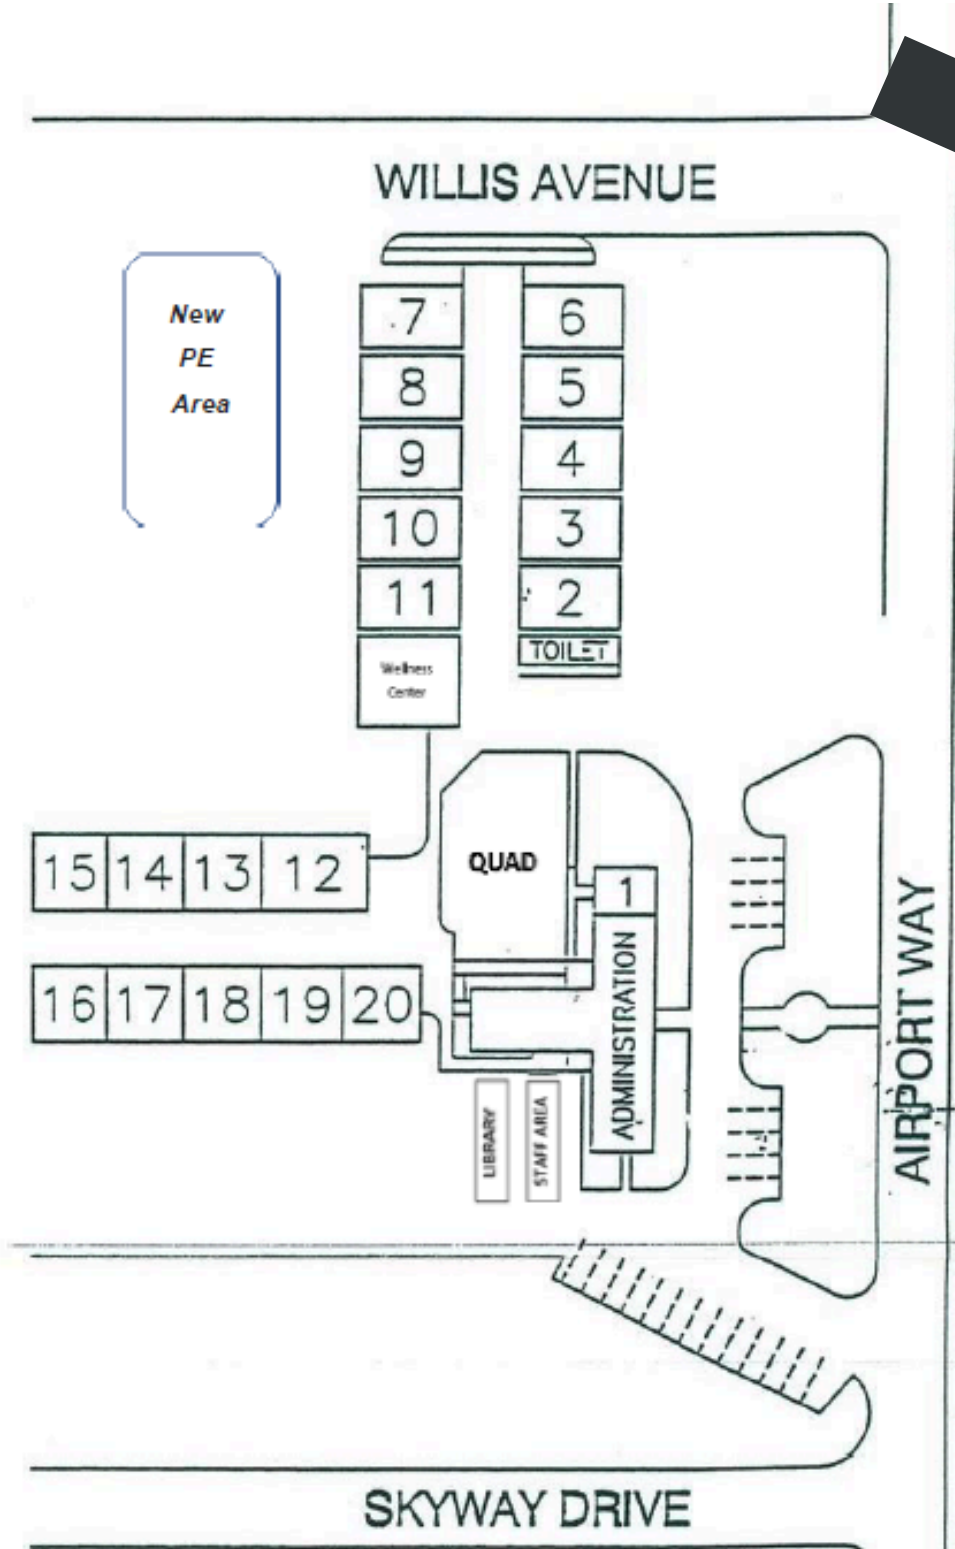 WILLIS AVENUE
New
PE
Area
7
6
8
5
9
4
10
3
11
2
TOILET
Wellness
Center
QUAD
15 14 13 12
1
ADMINISTRATION
16 17 18 19 20
LIBRARY
STAFF AREA
AIRPORT WAY
SKYWAY DRIVE